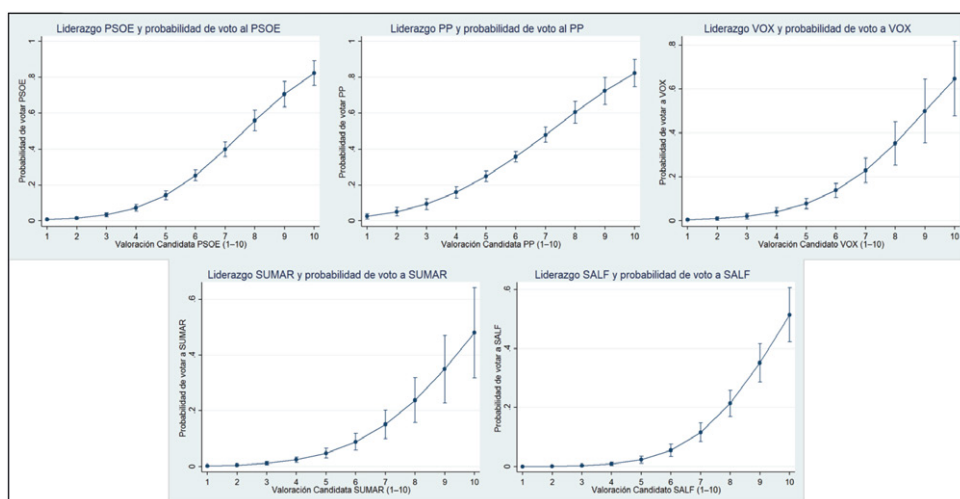 Liderazgo PSOE y probabilidad de voto al PSOE
Probabilidad de votar PSOE
1
.8
.6
.4
.2
0
1 2 3 4 5 6 7 8 9 10
Valoración Candidata PSOE (1–10)
Liderazgo PP y probabilidad de voto al PP
Probabilidad de votar PP
1
.8
.6
.4
.2
0
1 2 3 4 5 6 7 8 9 10
Valoración Candidata PP (1–10)
Liderazgo VOX y probabilidad de voto a VOX
Probabilidad de votar a VOX
.8
.6
.4
.2
0
1 2 3 4 5 6 7 8 9 10
Valoración Candidato VOX (1–10)
Liderazgo SUMAR y probabilidad de voto a SUMAR
Probabilidad de votar a SUMAR
.6
.4
.2
0
1 2 3 4 5 6 7 8 9 10
Valoración Candidata SUMAR (1–10)
Liderazgo SALF y probabilidad de voto a SALF
Probabilidad de votar a SALF
.6
.4
.2
0
1 2 3 4 5 6 7 8 9 10
Valoración Candidato SALF (1–10)